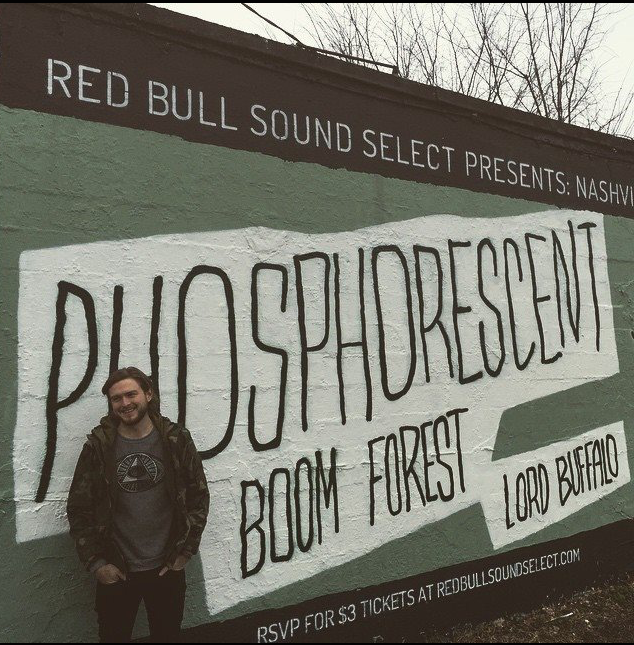 RED BULL SOUND SELECT PRESENTS: NASHVI
PHOSPHORESCENT
BOOM FOREST
LORD BUFFALO
RSVP FOR $3 TICKETS AT REDBULLSOUNDSELECT.COM